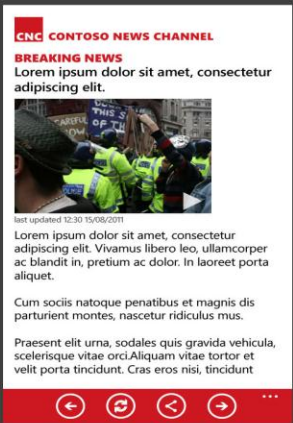 CNC CONTOSO NEWS CHANNEL
BREAKING NEWS
Lorem ipsum dolor sit amet, consectetur
adipiscing elit.
CAREFUL
THIS S
OF TH
last updated 12:30 15/08/2011
Lorem ipsum dolor sit amet, consectetur
adipiscing elit. Vivamus libero leo, ullamcorper
ac blandit in, pretium ac dolor. In laoreet porta
aliquet.
Cum sociis natoque penatibus et magnis dis
parturient montes, nascetur ridiculus mus.
Praesent elit urna, sodales quis gravida vehicula,
scelerisque vitae orci.Aliquam vitae tortor et
velit porta tincidunt. Cras eros nisi, tincidunt